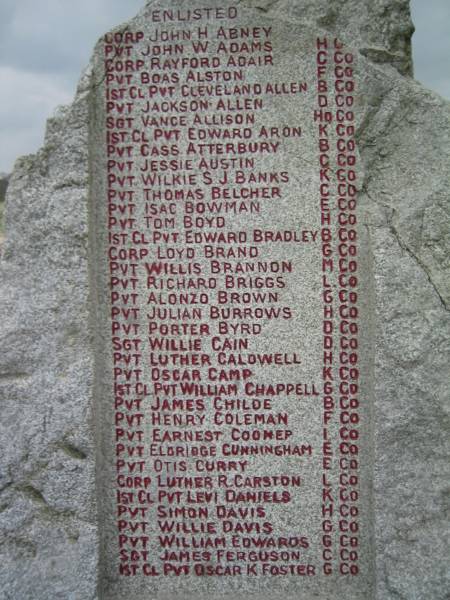 ENLISTED
CORP JOHN H ABNEY
PVT JOHN W ADAMS H Co
CORP RAYFORD ADAIR C Co
PVT BOAS ALSTON F Co
1ST CL PVT CLEVELAND ALLEN B Co
PVT JACKSON ALLEN D Co
SGT VANCE ALLISON HQ Co
1ST CL PVT EDWARD ARON K Co
PVT CASS ATTERBURY B Co
PVT JESSIE AUSTIN C Co
PVT WILKIE S J BANKS K Co
PVT THOMAS BELCHER C Co
PVT ISAC BOWMAN E Co
PVT TOM BOYD H Co
1ST CL PVT EDWARD BRADLEY B Co
CORP LOYD BRAND G Co
PVT WILLIS BRANNON M Co
PVT RICHARD BRIGGS L Co
PVT ALONZO BROWN G Co
PVT JULIAN BURROWS H Co
PVT PORTER BYRD D Co
SGT WILLIE CAIN D Co
PVT LUTHER CALDWELL H Co
PVT OSCAR CAMP K Co
1ST CL PVT WILLIAM CHAPPELL G Co
PVT JAMES CHILDE B Co
PVT HENRY COLEMAN F Co
PVT EARNEST COOMER I Co
PVT ELDRIDGE CUNNINGHAM E Co
PVT OTIS CURRY E Co
CORP LUTHER R. CARSTON L Co
1ST CL PVT LEVI DANIELS K Co
PVT SIMON DAVIS H Co
PVT WILLIE DAVIS G Co
PVT WILLIAM EDWARDS G Co
SGT JAMES FERGUSON C Co
1ST CL PVT OSCAR K FOSTER G Co